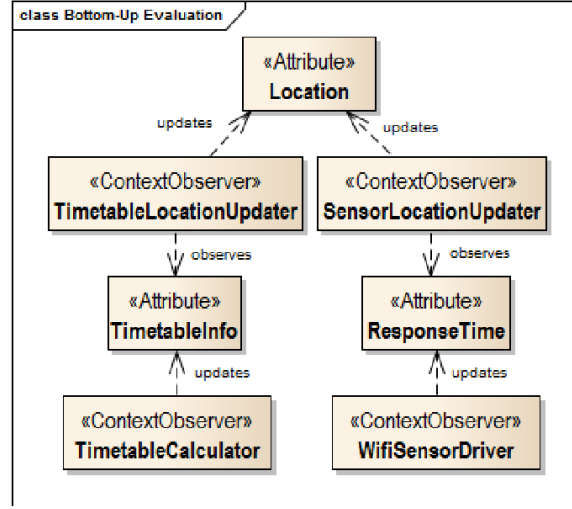 class Bottom-Up Evaluation
«Attribute»
Location
updates
updates
«ContextObserver»
TimetableLocationUpdater
«ContextObserver»
SensorLocationUpdater
observes
observes
«Attribute»
TimetableInfo
«Attribute»
ResponseTime
updates
updates
«ContextObserver»
TimetableCalculator
«ContextObserver»
WifiSensorDriver